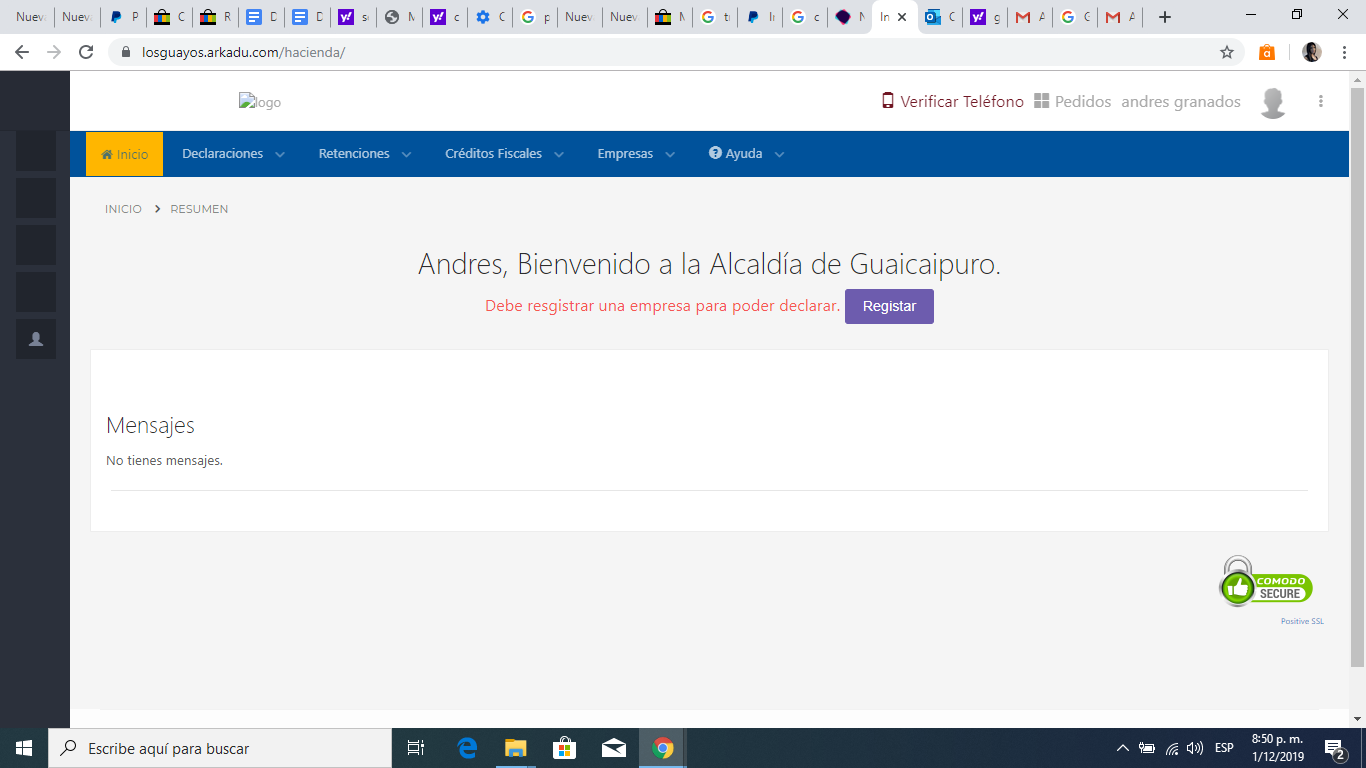 Nuev
Nuev
P
C
R
D
D
s
M
c
C
p
Nuev
Nuev
M
ti
Ir
c
N
In
C
g
A
G
A
losguayos.arkadu.com/hacienda/
logo
Verificar Teléfono
Pedidos
andres granados
Inicio
Declaraciones
Retenciones
Créditos Fiscales
Empresas
Ayuda
INICIO > RESUMEN
Andres, Bienvenido a la Alcaldía de Guaicaipuro.
Debe resgistrar una empresa para poder declarar. Registar
Mensajes
No tienes mensajes.
COMODO
SECURE
Positive SSL
Escribe aquí para buscar
ESP
8:50 p. m.
1/12/2019
2